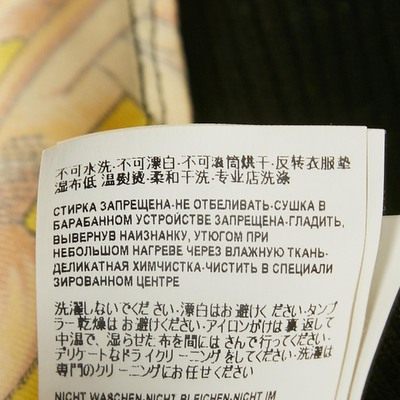 不可水洗·不可漂白·不可滚筒烘干·反转衣服垫
湿布低 温熨烫·柔和干洗·专业店洗涤
СТИРКА ЗАПРЕЩЕНА-НЕ ОТБЕЛИВАТЬ-СУШКА В
БАРАБАННОМ УСТРОЙСТВЕ ЗАПРЕЩЕНА-ГЛАДИТЬ,
ВЫВЕРНУВ НАИЗНАНКУ, УТЮГОМ ПРИ
НЕБОЛЬШОМ НАГРЕВЕ ЧЕРЕЗ ВЛАЖНУЮ ТКАНЬ-
ДЕЛИКАТНАЯ ХИМЧИСТКА-ЧИСТИТЬ В СПЕЦИАЛИ
ЗИРОВАННОМ ЦЕНТРЕ
洗濯しないでください·漂白はお避けください·タンブ
ラー乾燥はお避けください·アイロンがけは裏返して
中温で、湿らせた布を間にはさんで行ってください·
デリケートなドライクリーニングをしてください·洗濯は
専門のクリーニングにお任せください
NICHT WASCHEN-NICHT BLEICHEN-NICHT IM